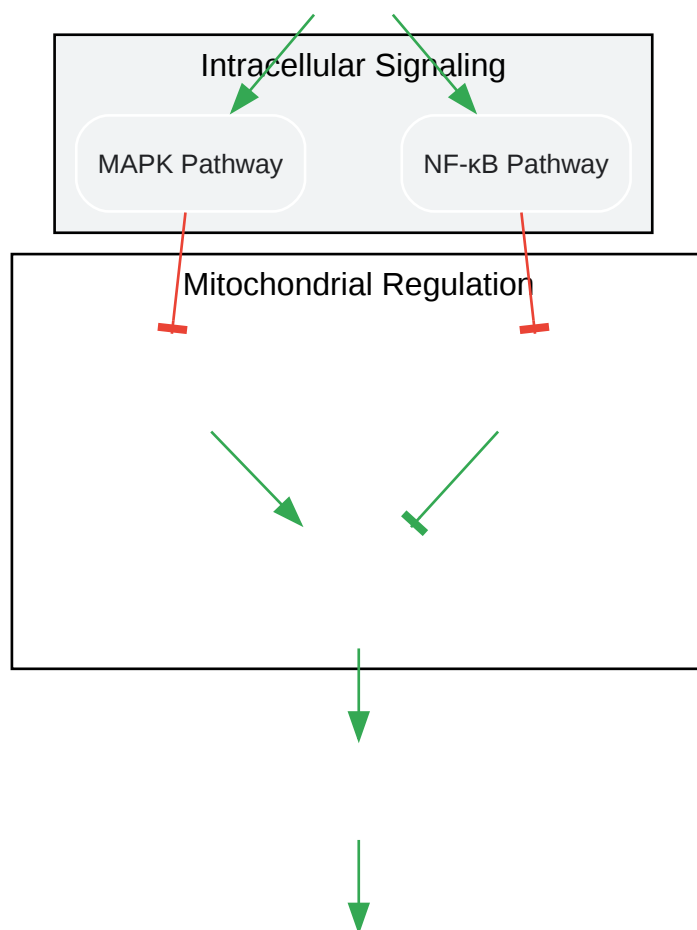 Intracellular Signaling
MAPK Pathway
NF-κB Pathway
Mitochondrial Regulation